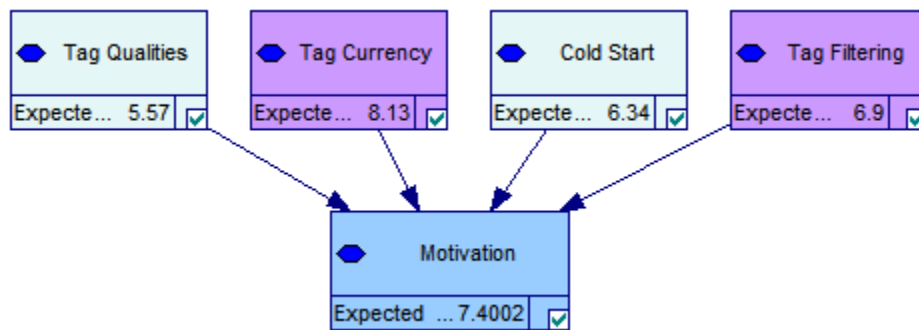 Tag Qualities
Expecte... 5.57
Tag Currency
Expecte... 8.13
Cold Start
Expecte... 6.34
Tag Filtering
Expecte... 6.9
Motivation
Expected ...7.4002